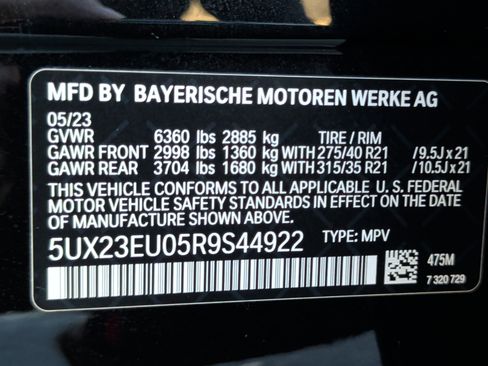 MFD BY BAYERISCHE MOTOREN WERKE AG
05/23
GVWR 6360 lbs 2885 kg TIRE / RIM
GAWR FRONT 2998 lbs 1360 kg WITH 275/40 R21 / 9.5J x 21
GAWR REAR 3704 lbs 1680 kg WITH 315/35 R21 / 10.5J x 21
THIS VEHICLE CONFORMS TO ALL APPLICABLE U. S. FEDERAL
MOTOR VEHICLE SAFETY STANDARDS IN EFFECT ON THE
DATE OF MANUFACTURE SHOWN ABOVE.
5UX23EU05R9S44922 TYPE: MPV
475M
7 320 729